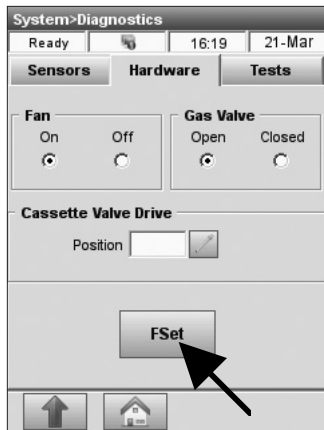 System>Diagnostics
Ready 16:19 21-Mar
Sensors Hardware Tests
Fan Gas Valve
On Off Open Closed
Cassette Valve Drive
Position
FSet